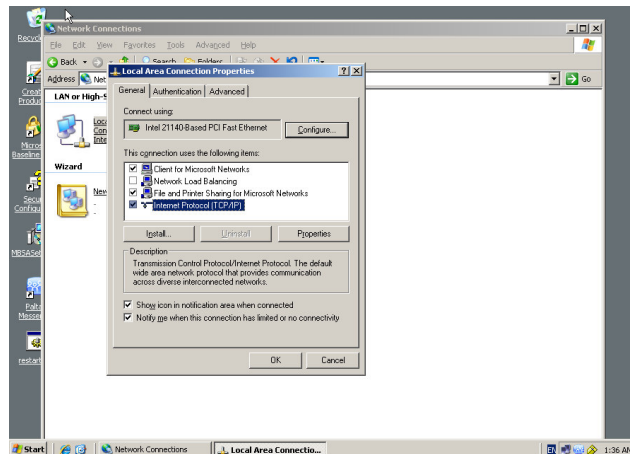 Recycle
Network Connections
File Edit View Favorites Tools Advanced Help
Back Search Folders
Address Net Go
LAN or High-S
Local Area Connection Properties
General Authentication Advanced
Connect using:
Intel 21140-Based PCI Fast Ethernet Configure...
This connection uses the following items:
Client for Microsoft Networks
Network Load Balancing
File and Printer Sharing for Microsoft Networks
Internet Protocol (TCP/IP)
Install... Uninstall Properties
Description
Transmission Control Protocol/Internet Protocol. The default
wide area network protocol that provides communication
across diverse interconnected networks.
Show icon in notification area when connected
Notify me when this connection has limited or no connectivity
OK Cancel
Loca
Con
Inte
Wizard
New
Creat
Produc
Micros
Baseline
Secu
Configu
MBSASet
Palta
Messen
restart
Start Network Connections Local Area Connectio... EN 1:36 AM